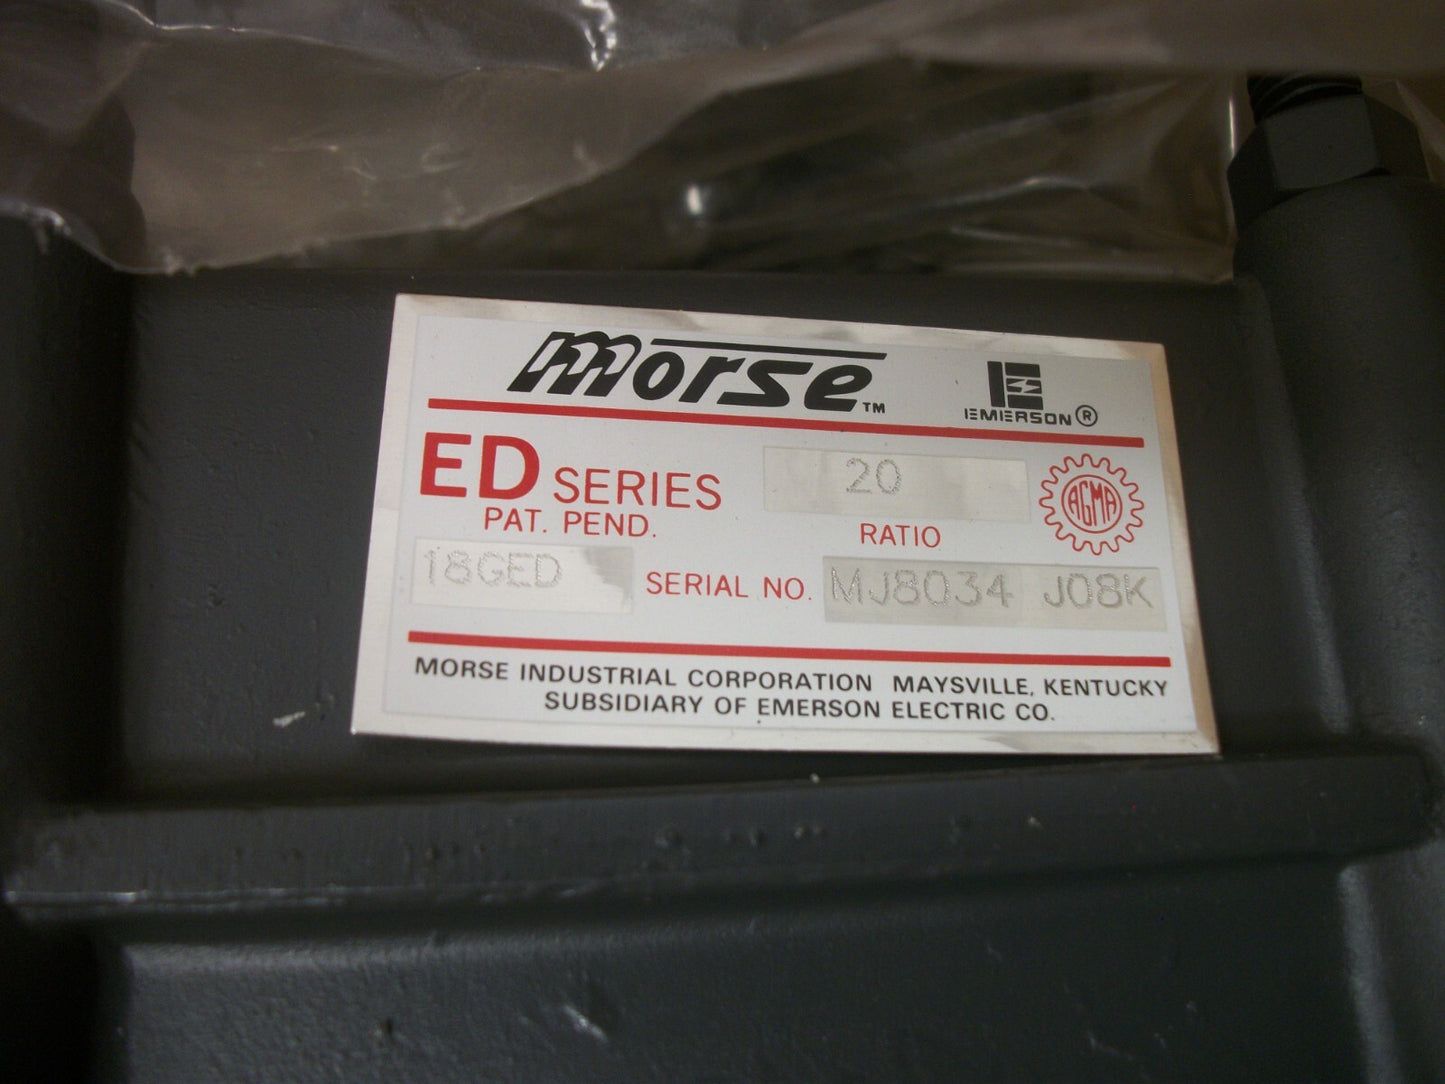 morse™
EMERSON®
ED SERIES
PAT. PEND.
20
RATIO
AGMA
18GED
SERIAL NO. MJ8034 J08K
MORSE INDUSTRIAL CORPORATION MAYSVILLE, KENTUCKY
SUBSIDIARY OF EMERSON ELECTRIC CO.